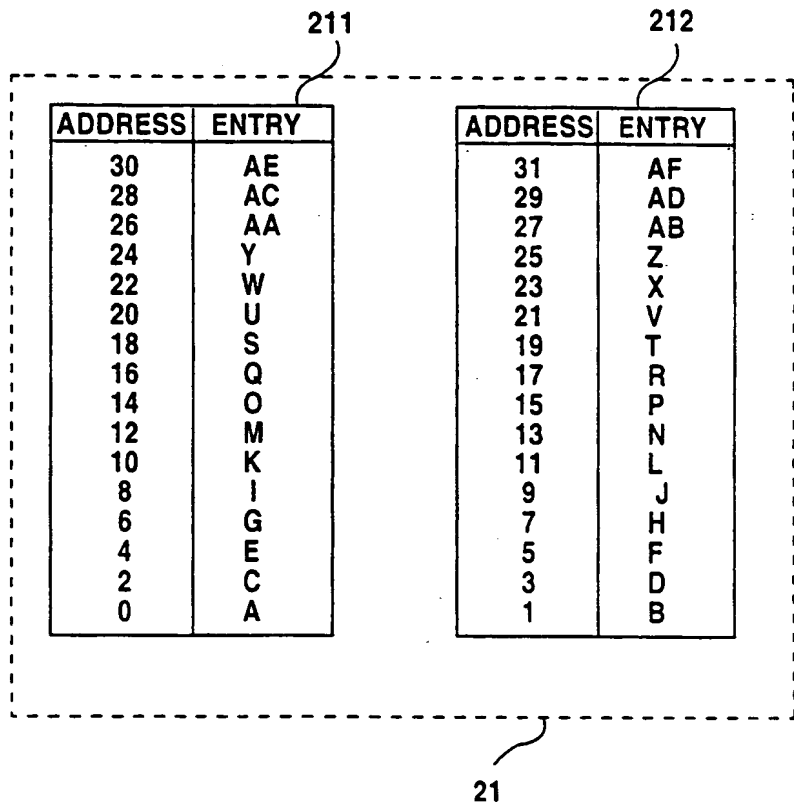 211 212
ADDRESS ENTRY ADDRESS ENTRY
30 AE 31 AF
28 AC 29 AD
26 AA 27 AB
24 Y 25 Z
22 W 23 X
20 U 21 V
18 S 19 T
16 Q 17 R
14 O 15 P
12 M 13 N
10 K 11 L
8 I 9 J
6 G 7 H
4 E 5 F
2 C 3 D
0 A 1 B
21